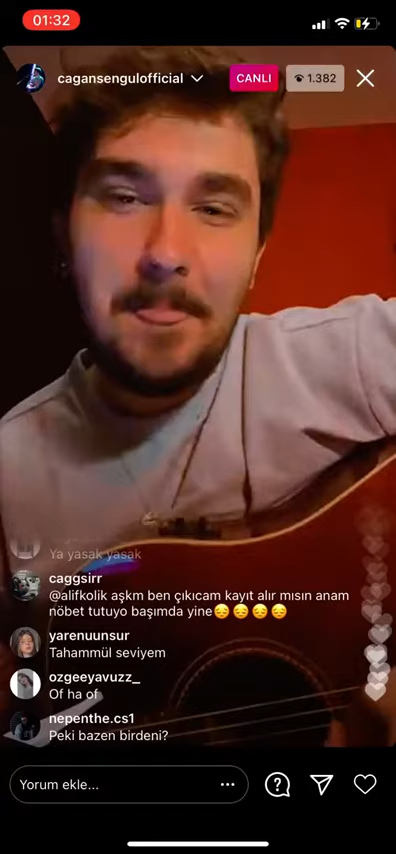 01:32
cagansengulofficial
CANLI
1.382
Ya yasak yasak
caggsirr
@alifkolik aşkm ben çıkıcam kayıt alır mısın anam
nöbet tutuyo başımda yine😔😔😔😔
yarenuunsur
Tahammül seviyem
ozgeeyavuzz_
Of ha of
nepenthe.cs1
Peki bazen birdeni?
Yorum ekle...